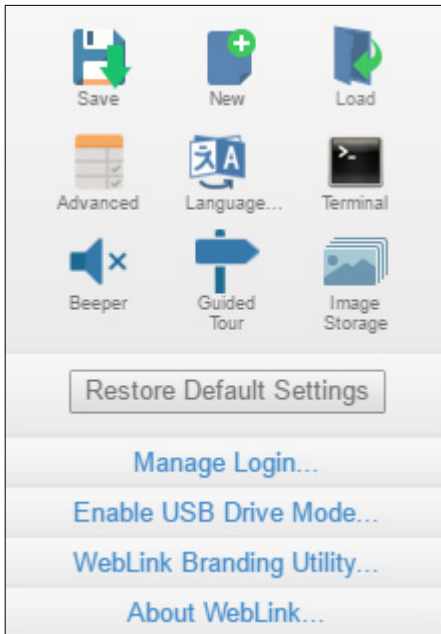 Save New Load
Advanced Language... Terminal
Beeper Guided Tour Image Storage
Restore Default Settings
Manage Login...
Enable USB Drive Mode...
WebLink Branding Utility...
About WebLink...